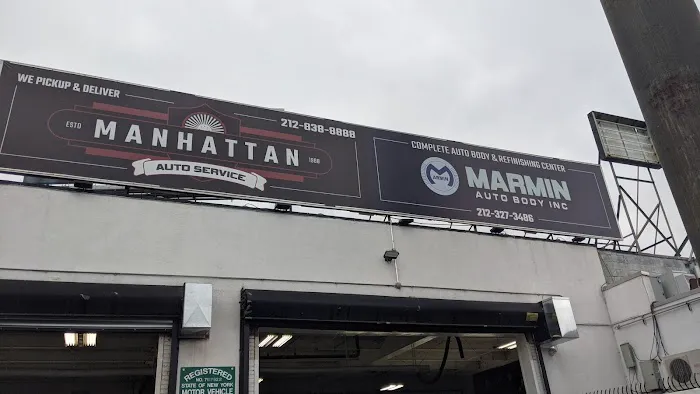 WE PICKUP & DELIVER
ESTD
MANHATTAN
AUTO SERVICE
212-838-8888
COMPLETE AUTO BODY & REFINISHING CENTER
MARMIN
AUTO BODY INC
212-327-3486
REGISTERED
STATE OF NEW YORK
MOTOR VEHICLE